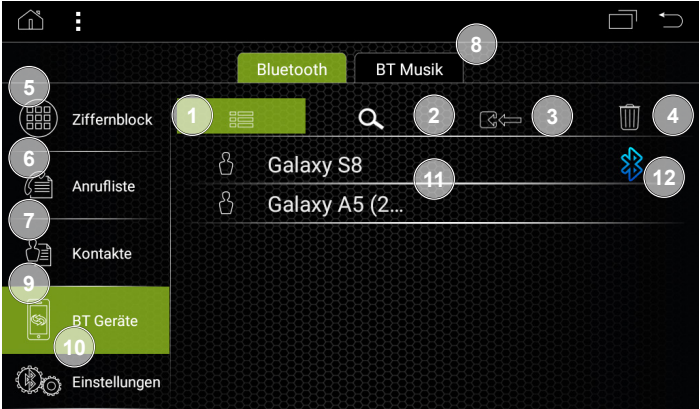 8
Bluetooth BT Musik
5
1 2 3 4
Ziffernblock
6
Galaxy S8
11 12
Anrufliste
Galaxy A5 (2...
7
Kontakte
9
BT Geräte
10
Einstellungen